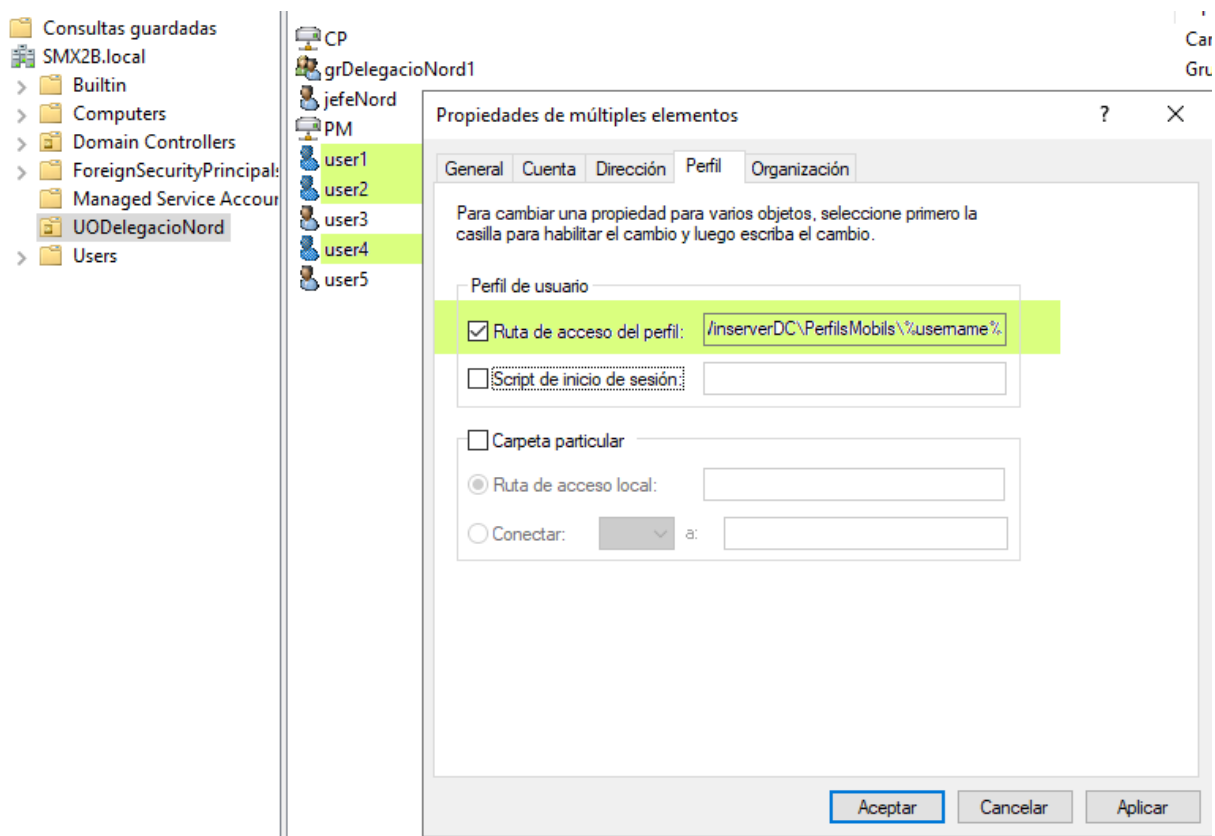 Consultas guardadas
SMX2B.local
Builtin
Computers
Domain Controllers
ForeignSecurityPrincipals
Managed Service Accoun
UODelegacioNord
Users
CP
Car
grDelegacioNord1
Gru
jefeNord
PM
user1
user2
user3
user4
user5
Propiedades de múltiples elementos
?
General
Cuenta
Dirección
Perfil
Organización
Para cambiar una propiedad para varios objetos, seleccione primero la
casilla para habilitar el cambio y luego escriba el cambio.
Perfil de usuario
Ruta de acceso del perfil:
inserverDC\PerfilsMobils\%username%
Script de inicio de sesión:
Carpeta particular
Ruta de acceso local:
Conectar:
a:
Aceptar
Cancelar
Aplicar